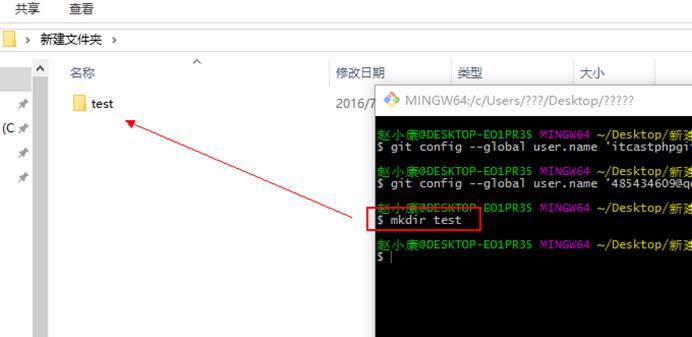 共享 查看
新建文件夹
名称 修改日期 类型 大小
test 2016/7
(C
MINGW64:/c/Users/???/Desktop/?????
赵小康@DESKTOP-EO1PR35 MINGW64 ~/Desktop/新建
$ git config --global user.name 'itcastphpgi
赵小康@DESKTOP-EO1PR35 MINGW64 ~/Desktop/新建
$ git config --global user.name '485434609@q
赵小康@DESKTOP-EO1PR35 MINGW64 ~/Desktop/新建
$ mkdir test
赵小康@DESKTOP-EO1PR35 MINGW64 ~/Desktop/新建
$